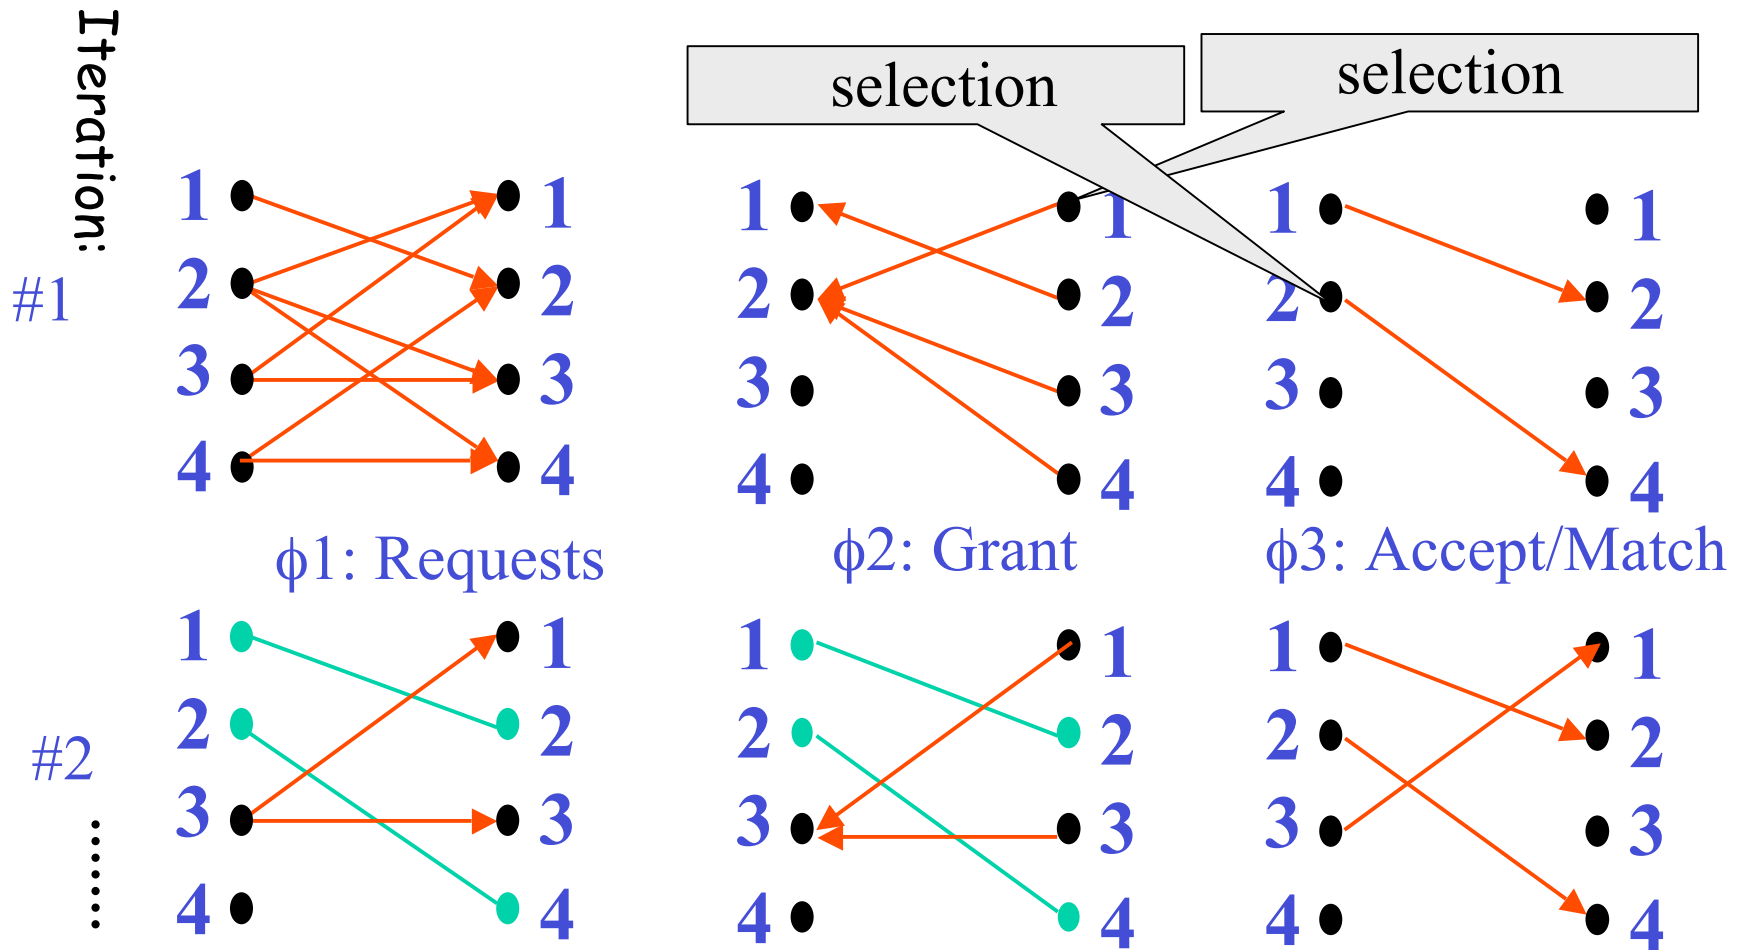 Iteration:
selection
selection
#1
1 1 1 1 1 1
2 2 2 2 2 2
3 3 3 3 3 3
4 4 4 4 4 4
ϕ1: Requests
ϕ2: Grant
ϕ3: Accept/Match
#2
1 1 1 1 1 1
2 2 2 2 2 2
3 3 3 3 3 3
4 4 4 4 4 4